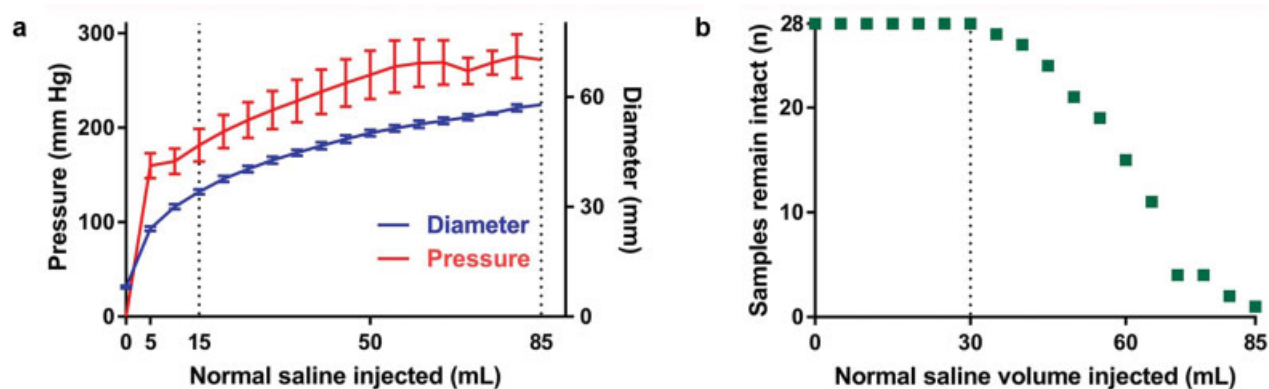 a
300
200
100
0
Pressure (mm Hg)
60
30
0
Diameter (mm)
Diameter
Pressure
0 5 15 50 85
Normal saline injected (mL)
b
28
20
10
0
Samples remain intact (n)
0 30 60 85
Normal saline volume injected (mL)